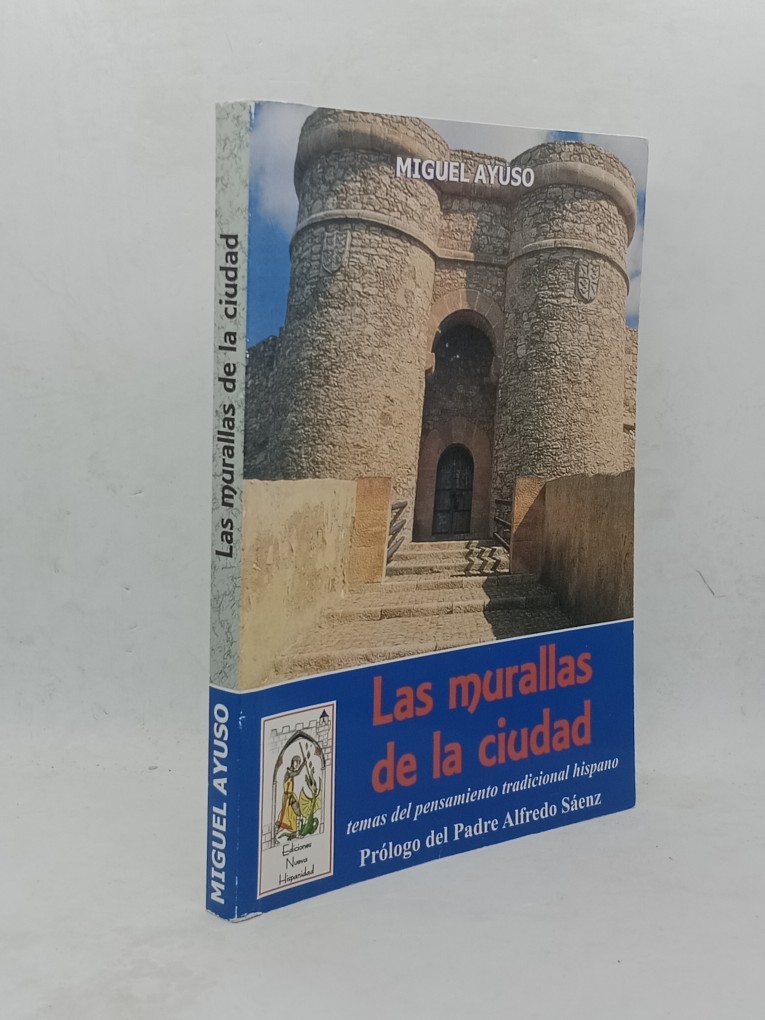 Las murallas de la ciudad
MIGUEL AYUSO
MIGUEL AYUSO
Las murallas
de la ciudad
temas del pensamiento tradicional hispano
Prólogo del Padre Alfredo Sáenz
Ediciones
Nueva
Hispanidad